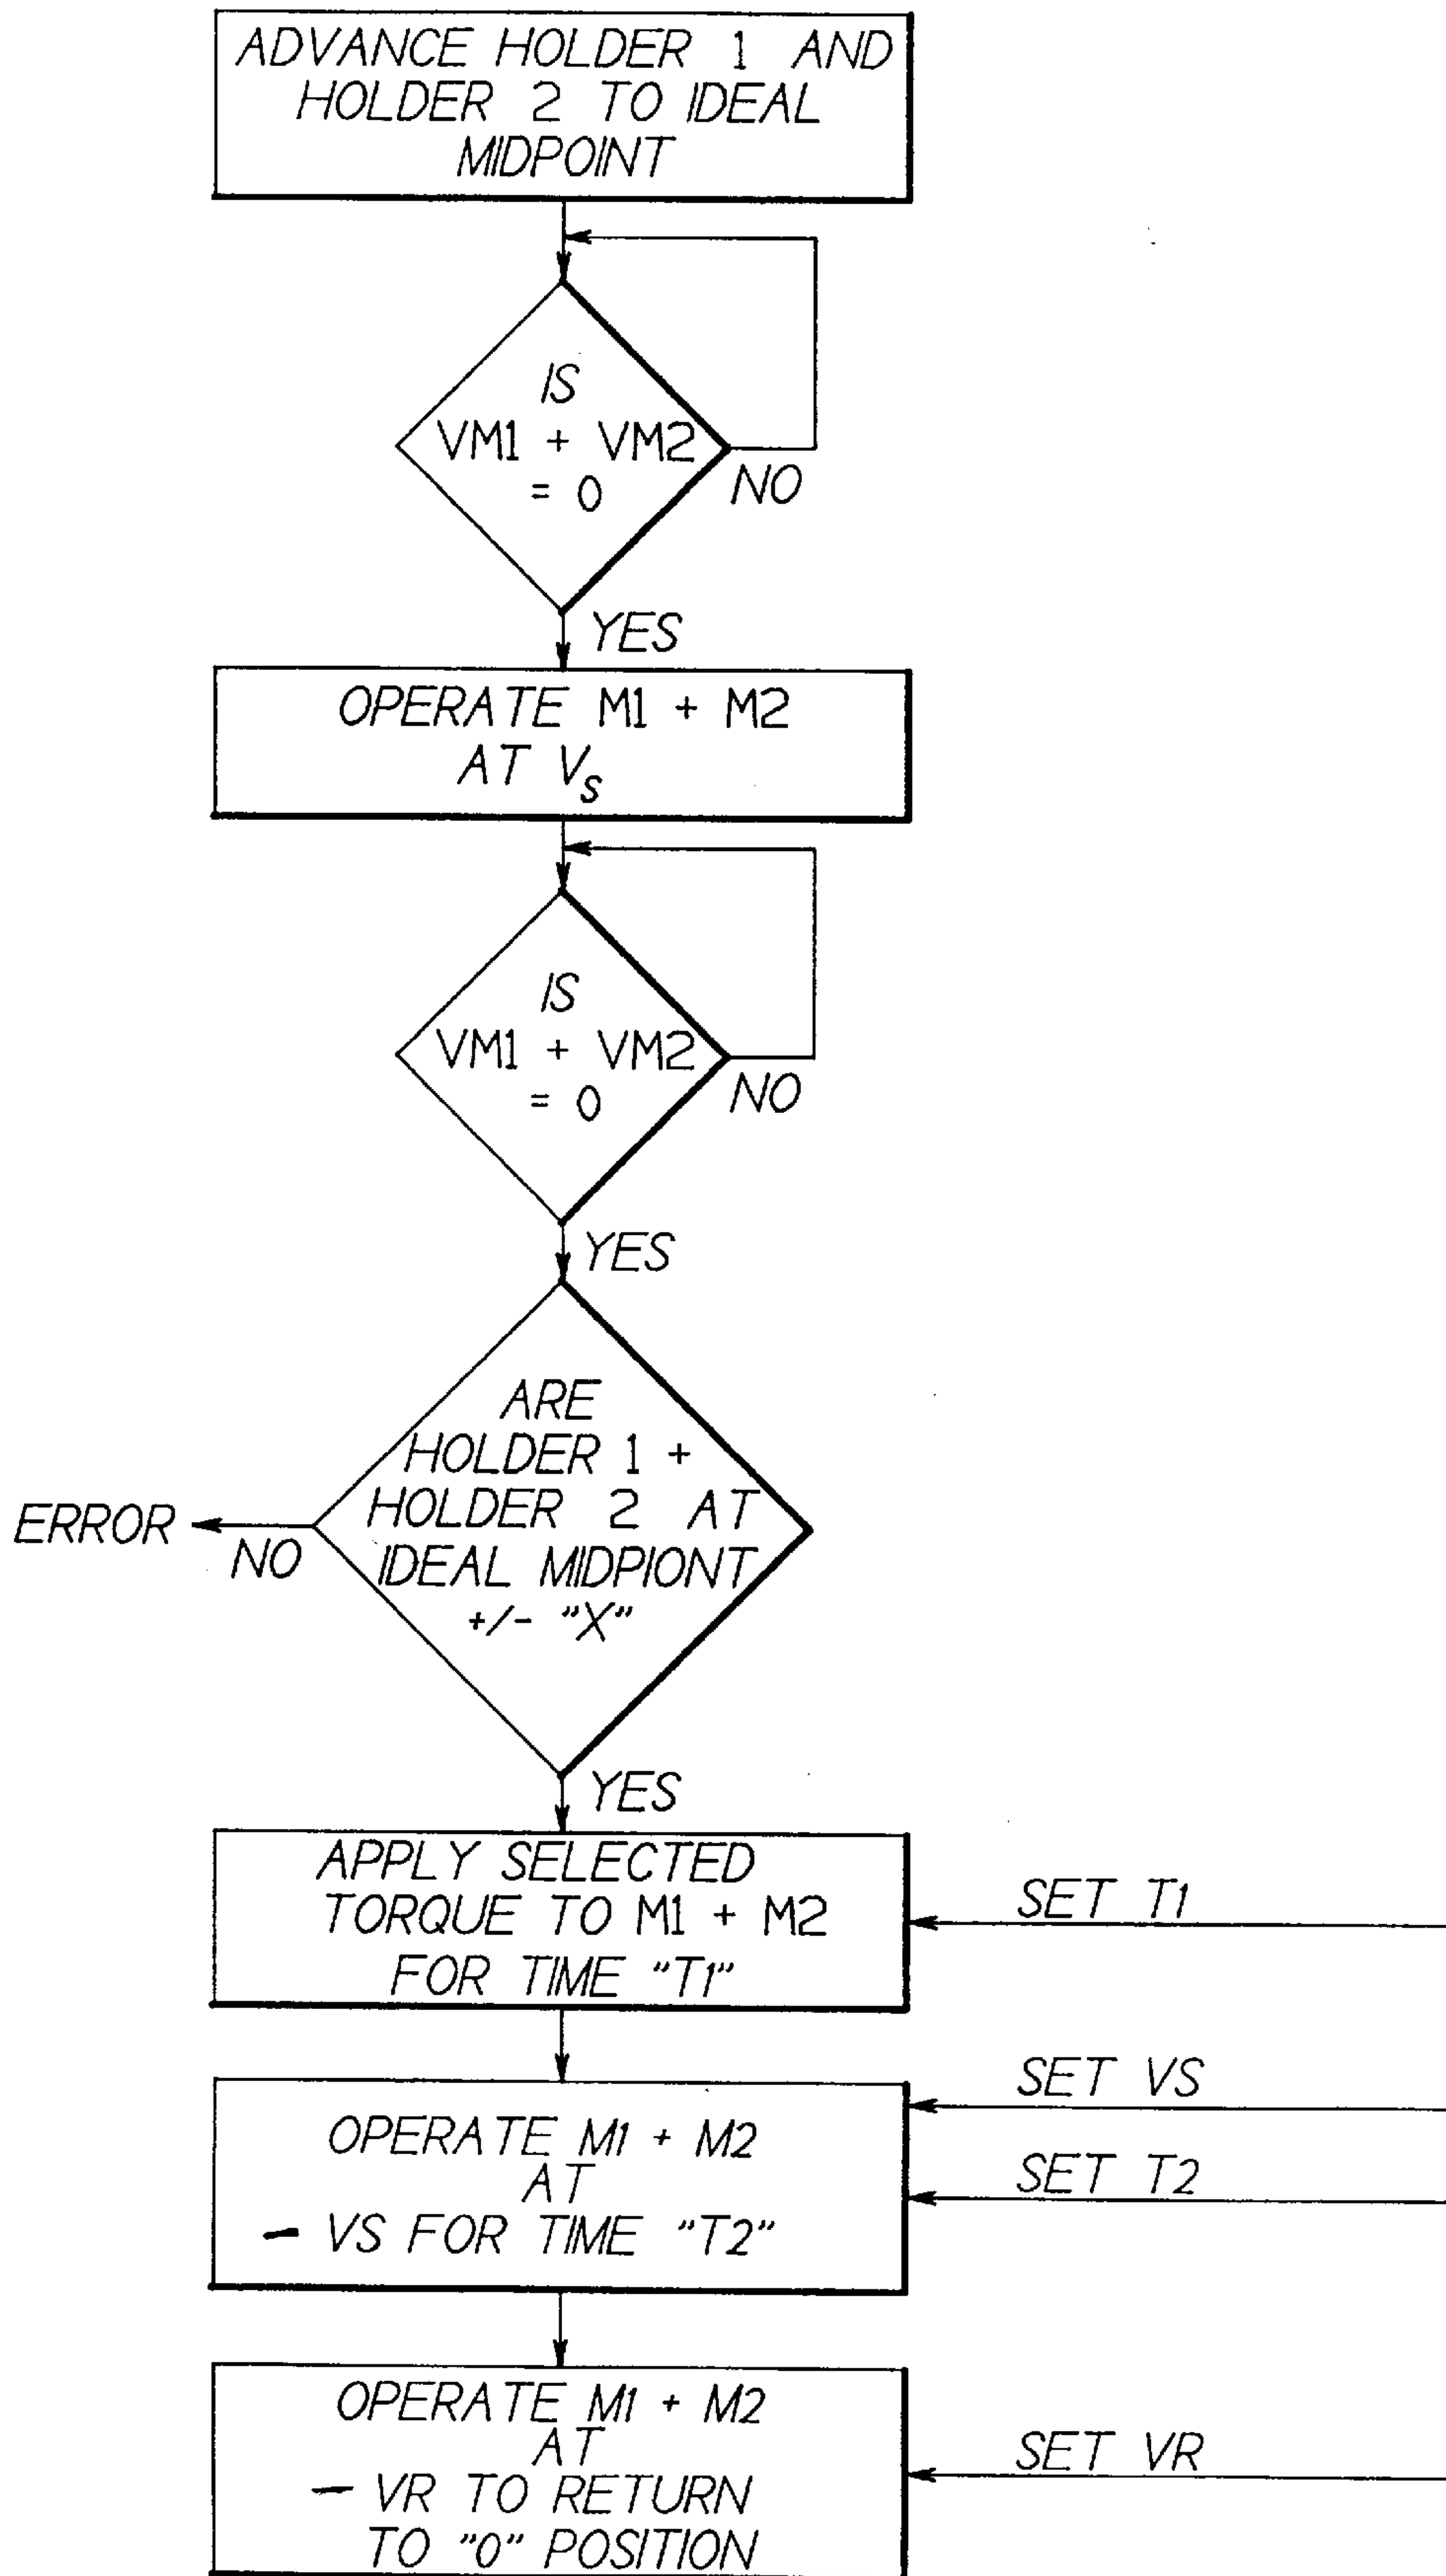 ADVANCE HOLDER 1 AND
HOLDER 2 TO IDEAL
MIDPOINT
IS
VM1 + VM2
= 0
NO
YES
OPERATE M1 + M2
AT Vs
IS
VM1 + VM2
= 0
NO
YES
ARE
HOLDER 1 +
HOLDER 2 AT
IDEAL MIDPIONT
+/- "X"
ERROR
NO
YES
APPLY SELECTED
TORQUE TO M1 + M2
FOR TIME "T1"
SET T1
OPERATE M1 + M2
AT
- VS FOR TIME "T2"
SET VS
SET T2
OPERATE M1 + M2
AT
- VR TO RETURN
TO "0" POSITION
SET VR